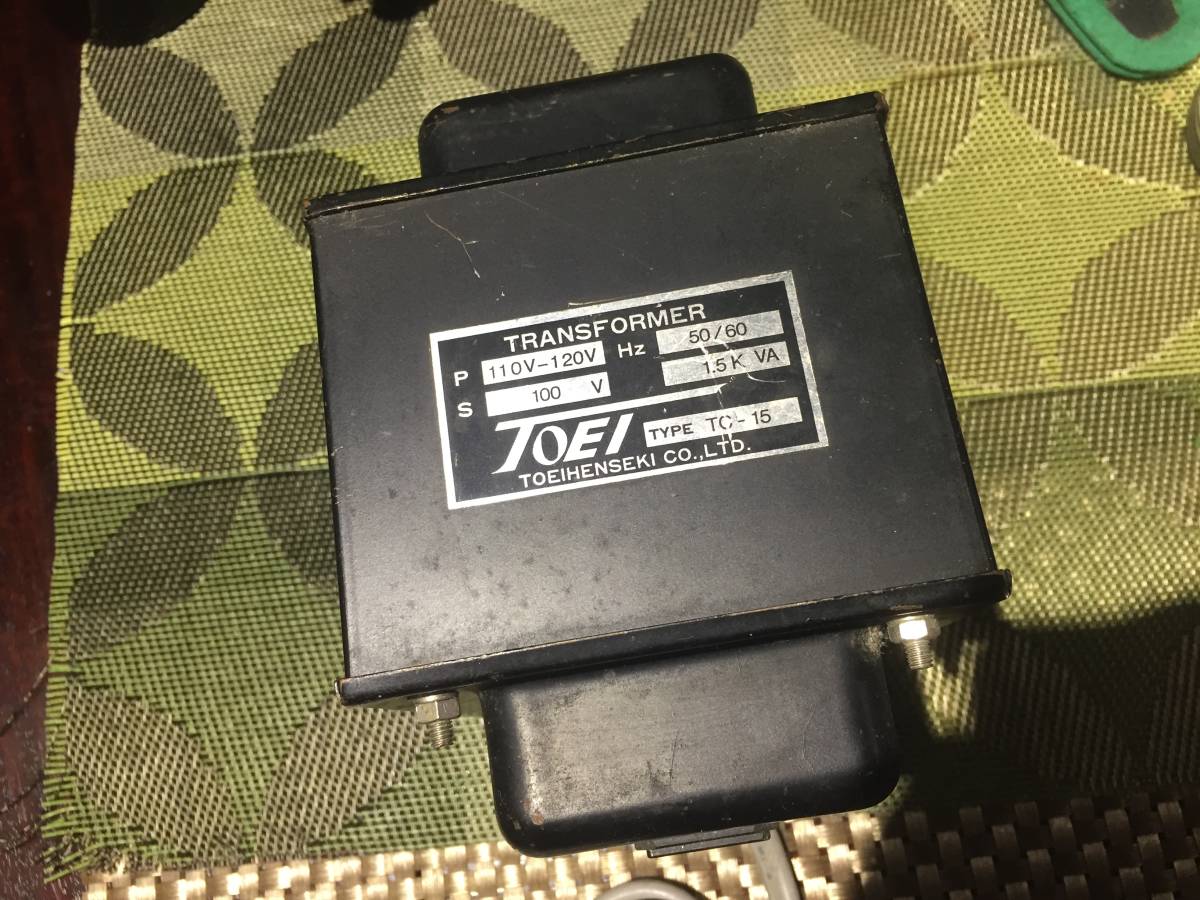 TRANSFORMER
P 110V-120V Hz 50/60
S 100 V 1.5K VA
TOEI TYPE TC-15
TOEIHENSEKI CO.,LTD.